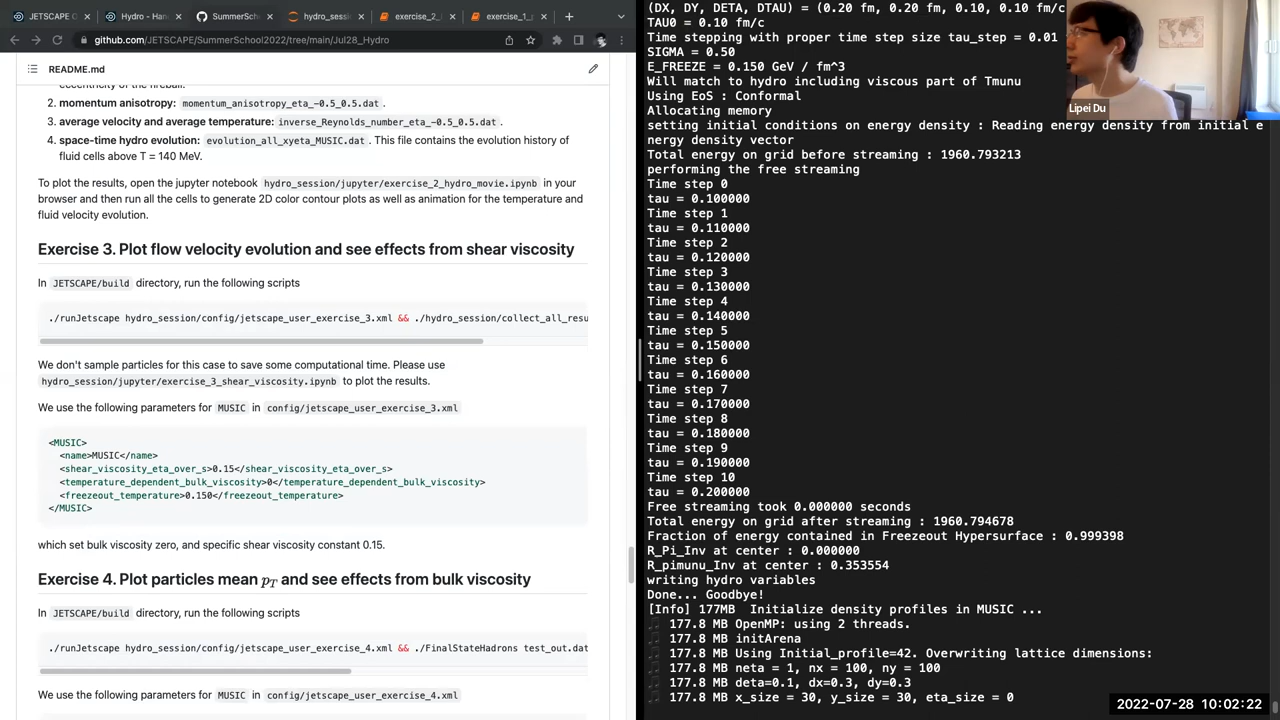 JETSCAPE C
Hydro - Han
SummerSch
hydro_sessi
exercise_2_
exercise_1_p
github.com/JETSCAPE/SummerSchool2022/tree/main/Jul28_Hydro
README.md
eccentricity of the fireball.
2. momentum anisotropy: momentum_anisotropy_eta_-0.5_0.5.dat.
3. average velocity and average temperature: inverse_Reynolds_number_eta_-0.5_0.5.dat.
4. space-time hydro evolution: evolution_all_xyeta_MUSIC.dat. This file contains the evolution history of
fluid cells above T = 140 MeV.
To plot the results, open the jupyter notebook hydro_session/jupyter/exercise_2_hydro_movie.ipynb in your
browser and then run all the cells to generate 2D color contour plots as well as animation for the temperature and
fluid velocity evolution.
Exercise 3. Plot flow velocity evolution and see effects from shear viscosity
In JETSCAPE/build directory, run the following scripts
./runJetscape hydro_session/config/jetscape_user_exercise_3.xml && ./hydro_session/collect_all_resu
We don't sample particles for this case to save some computational time. Please use
hydro_session/jupyter/exercise_3_shear_viscosity.ipynb to plot the results.
We use the following parameters for MUSIC in config/jetscape_user_exercise_3.xml
<MUSIC>
<name>MUSIC</name>
<shear_viscosity_eta_over_s>0.15</shear_viscosity_eta_over_s>
<temperature_dependent_bulk_viscosity>0</temperature_dependent_bulk_viscosity>
<freezeout_temperature>0.150</freezeout_temperature>
</MUSIC>
which set bulk viscosity zero, and specific shear viscosity constant 0.15.
Exercise 4. Plot particles mean pT and see effects from bulk viscosity
In JETSCAPE/build directory, run the following scripts
./runJetscape hydro_session/config/jetscape_user_exercise_4.xml && ./FinalStateHadrons test_out.dat
We use the following parameters for MUSIC in config/jetscape_user_exercise_4.xml
(DX, DY, DETA, DTAU) = (0.20 fm, 0.20 fm, 0.10, 0.10 fm/c
TAU0 = 0.10 fm/c
Time stepping with proper time step size tau_step = 0.01
SIGMA = 0.50
E_FREEZE = 0.150 GeV / fm^3
Will match to hydro including viscous part of Tmunu
Using EoS : Conformal
Allocating memory
setting initial conditions on energy density : Reading energy density from initial e
nergy density vector
Total energy on grid before streaming : 1960.793213
performing the free streaming
Time step 0
tau = 0.100000
Time step 1
tau = 0.110000
Time step 2
tau = 0.120000
Time step 3
tau = 0.130000
Time step 4
tau = 0.140000
Time step 5
tau = 0.150000
Time step 6
tau = 0.160000
Time step 7
tau = 0.170000
Time step 8
tau = 0.180000
Time step 9
tau = 0.190000
Time step 10
tau = 0.200000
Free streaming took 0.000000 seconds
Total energy on grid after streaming : 1960.794678
Fraction of energy contained in Freezeout Hypersurface : 0.999398
R_Pi_Inv at center : 0.000000
R_pimunu_Inv at center : 0.353554
writing hydro variables
Done... Goodbye!
[Info] 177MB Initialize density profiles in MUSIC ...
177.8 MB OpenMP: using 2 threads.
177.8 MB initArena
177.8 MB Using Initial_profile=42. Overwriting lattice dimensions:
177.8 MB neta = 1, nx = 100, ny = 100
177.8 MB deta=0.1, dx=0.3, dy=0.3
177.8 MB x_size = 30, y_size = 30, eta_size = 0
Lipei Du
2022-07-28 10:02:22